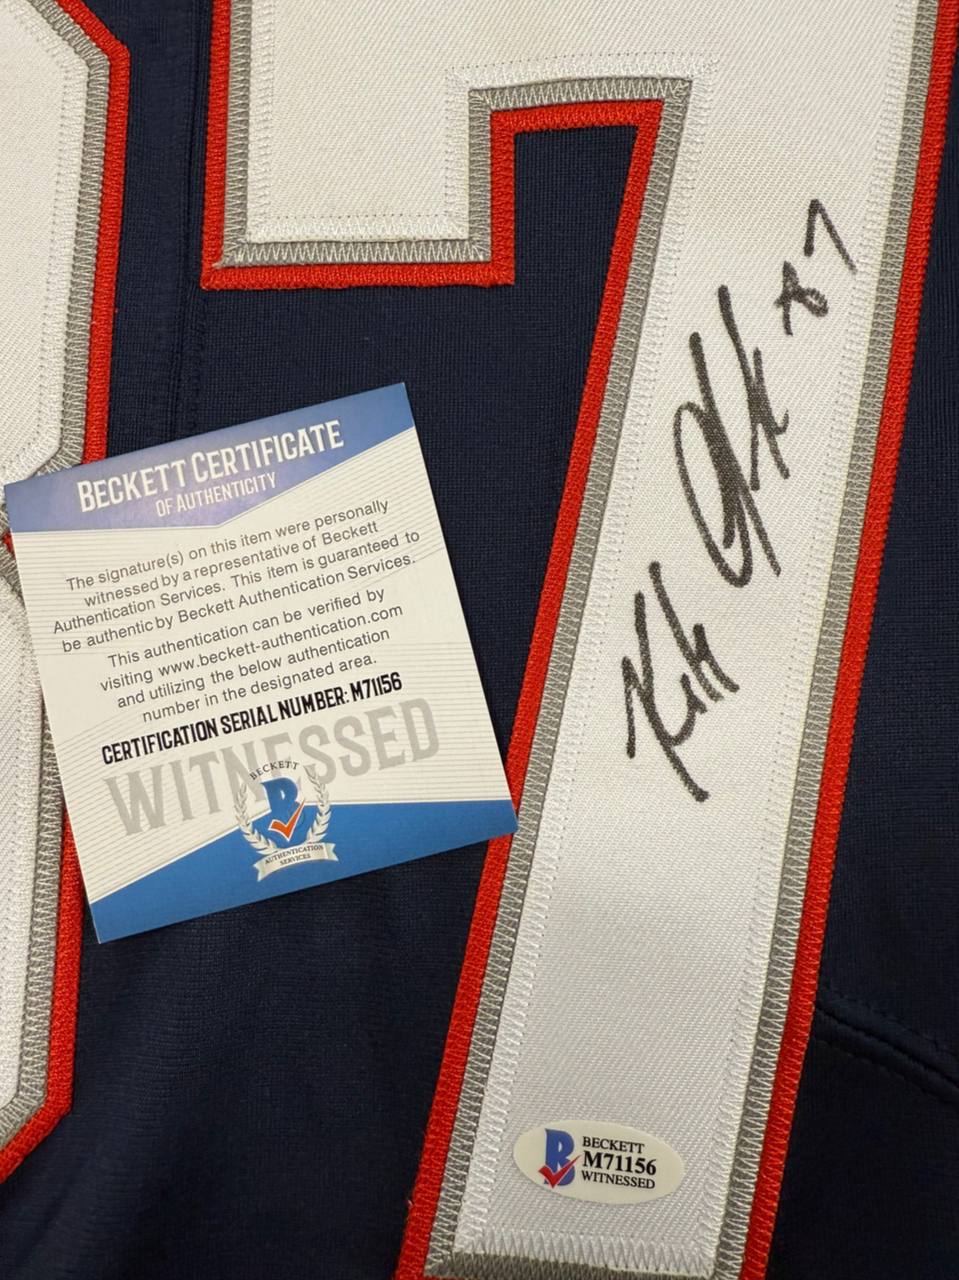 7
87
BECKETT CERTIFICATE
OF AUTHENTICITY
The signature(s) on this item were personally
witnessed by a representative of Beckett
Authentication Services. This item is guaranteed to
be authentic by Beckett Authentication Services.
This authentication can be verified by
visiting www.beckett-authentication.com
and utilizing the below authentication
number in the designated area.
CERTIFICATION SERIAL NUMBER: M71156
WITNESSED
BECKETT
B
AUTHENTICATION
SERVICES
B
BECKETT
M71156
WITNESSED